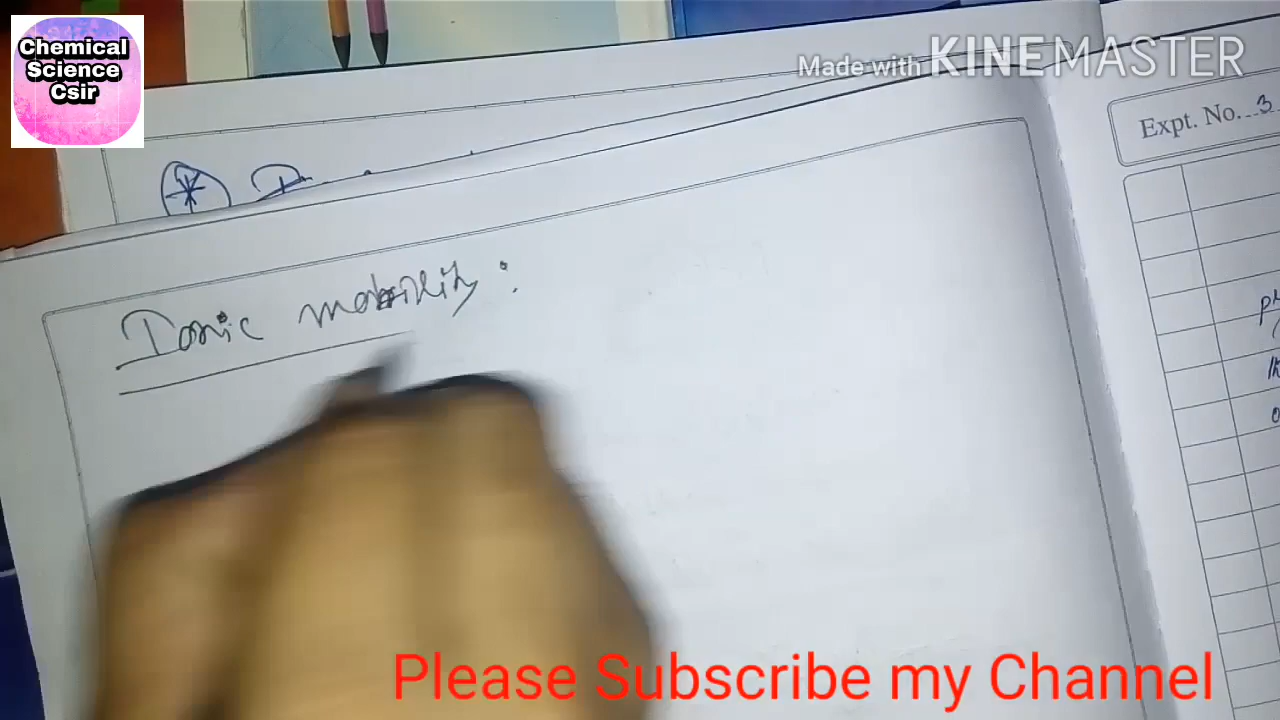 Chemical
Science
Csir
Made with KINEMASTER
Expt. No. 3
Ionic mobility:
Please Subscribe my Channel